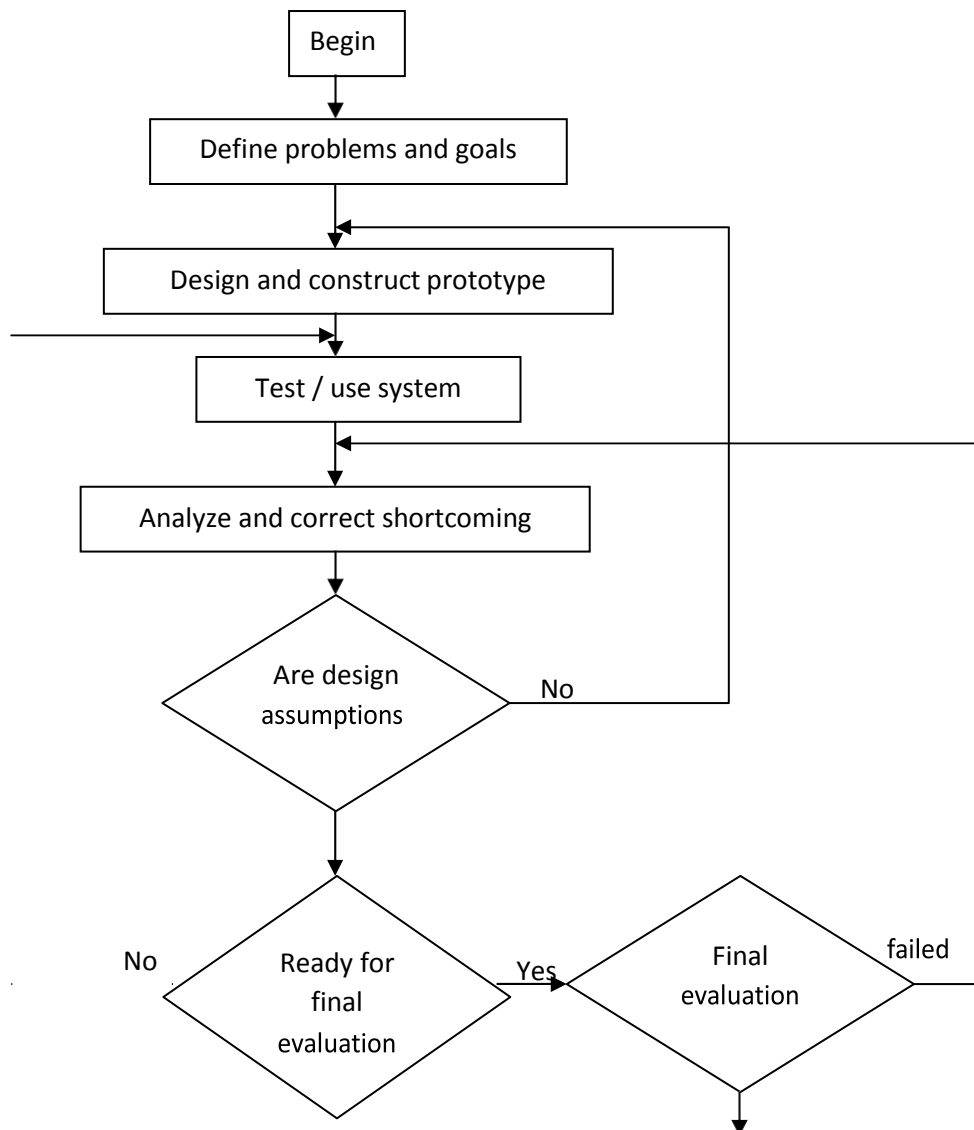 Begin
Define problems and goals
Design and construct prototype
Test / use system
Analyze and correct shortcoming
Are design
assumptions
No
No
Ready for
final
evaluation
Yes
Final
evaluation
failed